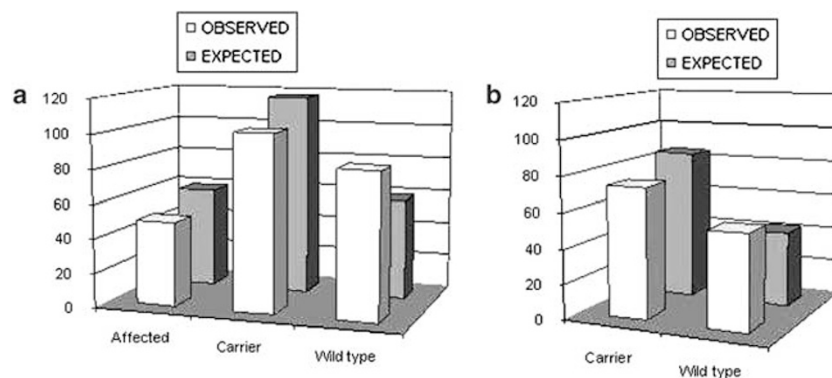 OBSERVED
EXPECTED
a
120
100
80
60
40
20
0
Affected
Carrier
Wild type
OBSERVED
EXPECTED
b
120
100
80
60
40
20
0
Carrier
Wild type